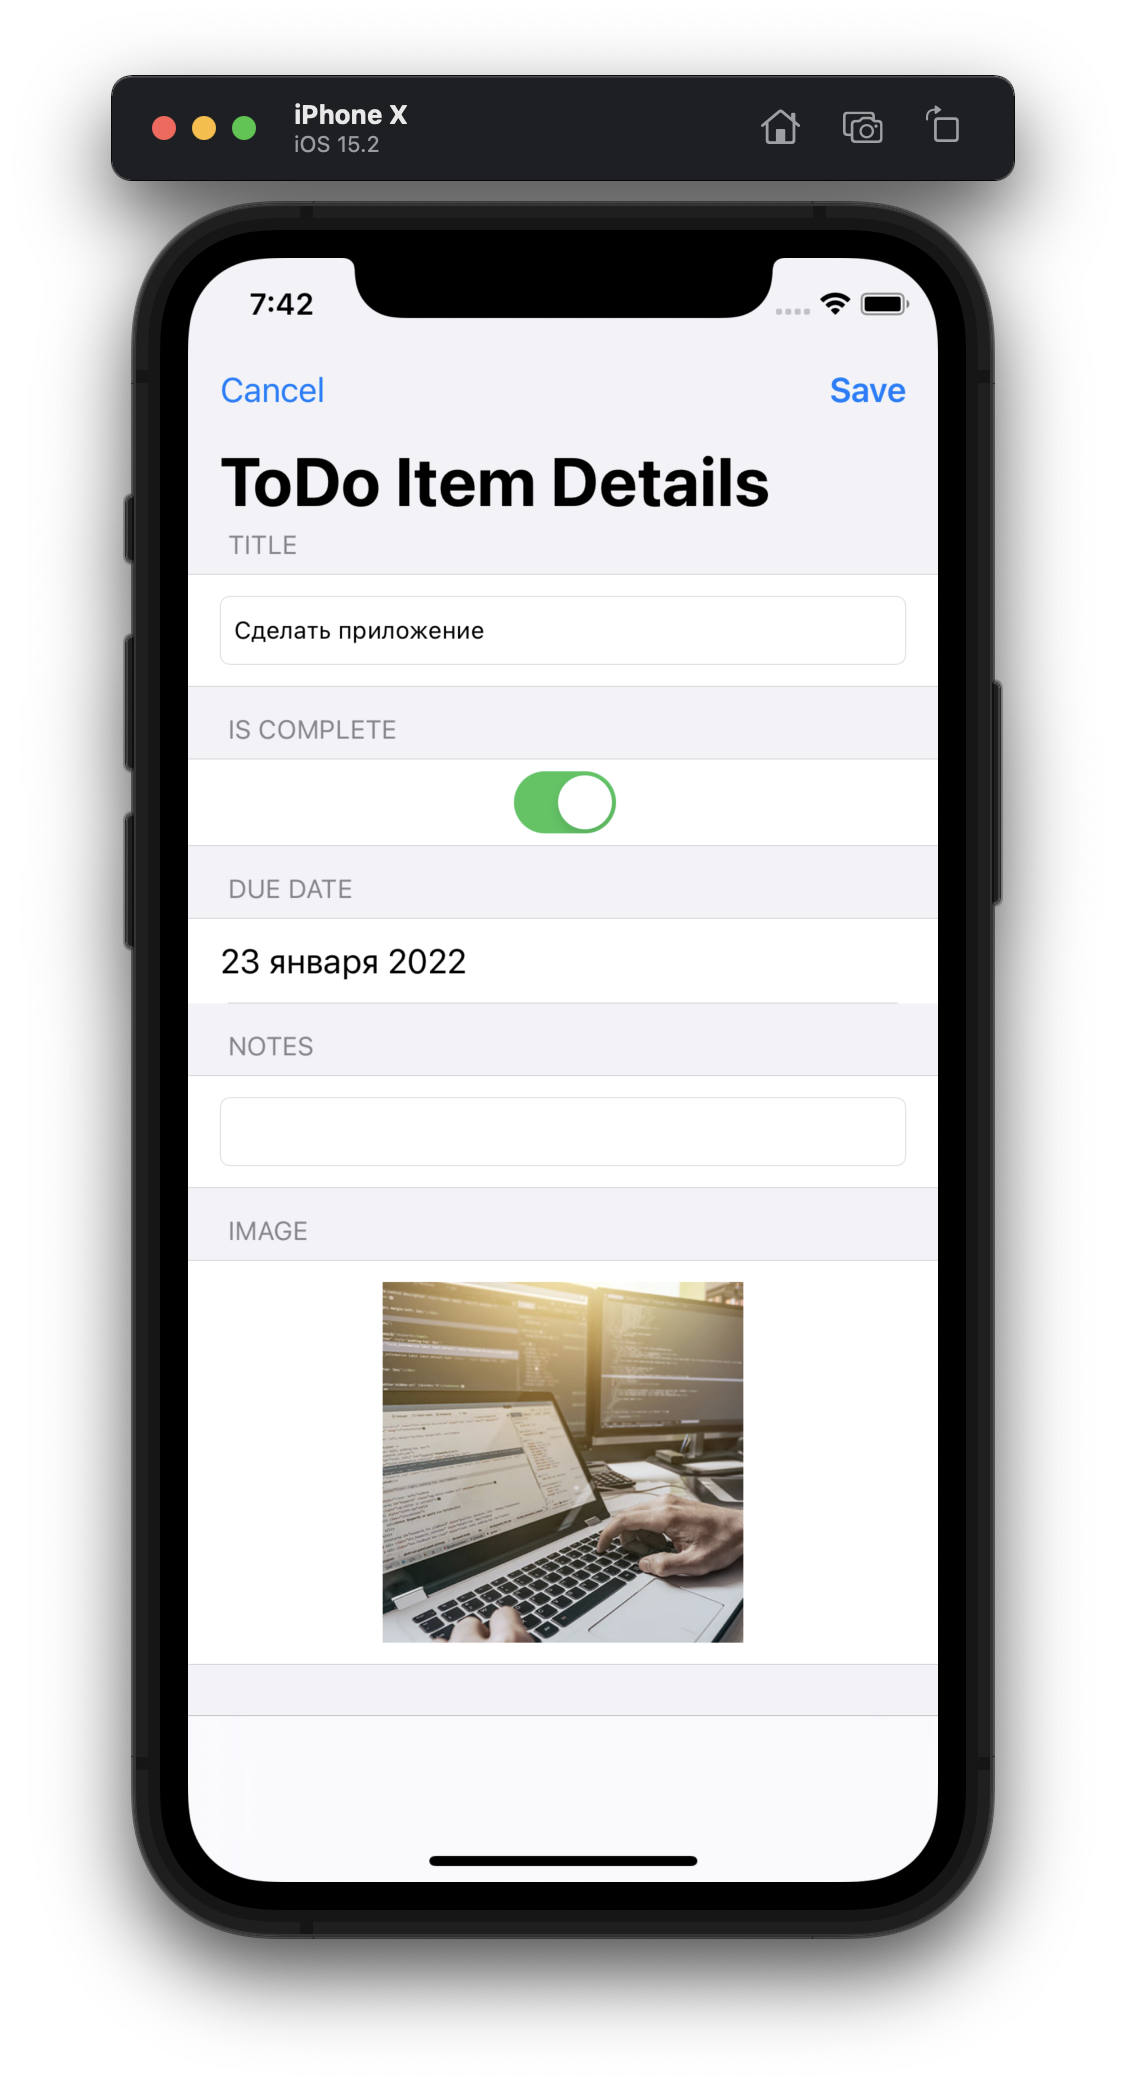 iPhone X
iOS 15.2
7:42
Cancel
Save
ToDo Item Details
TITLE
Сделать приложение
IS COMPLETE
DUE DATE
23 января 2022
NOTES
IMAGE